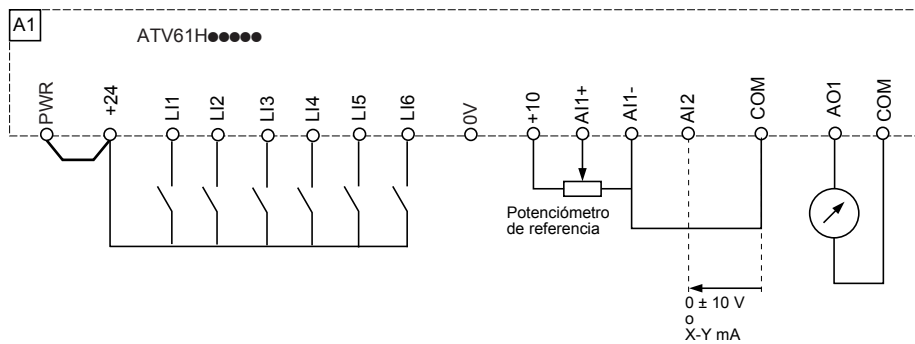 A1
ATV61H●●●●●
PWR
+24
LI1
LI2
LI3
LI4
LI5
LI6
0V
+10
AI1+
AI1-
AI2
COM
AO1
COM
Potenciómetro
de referencia
0 ± 10 V
o
X-Y mA